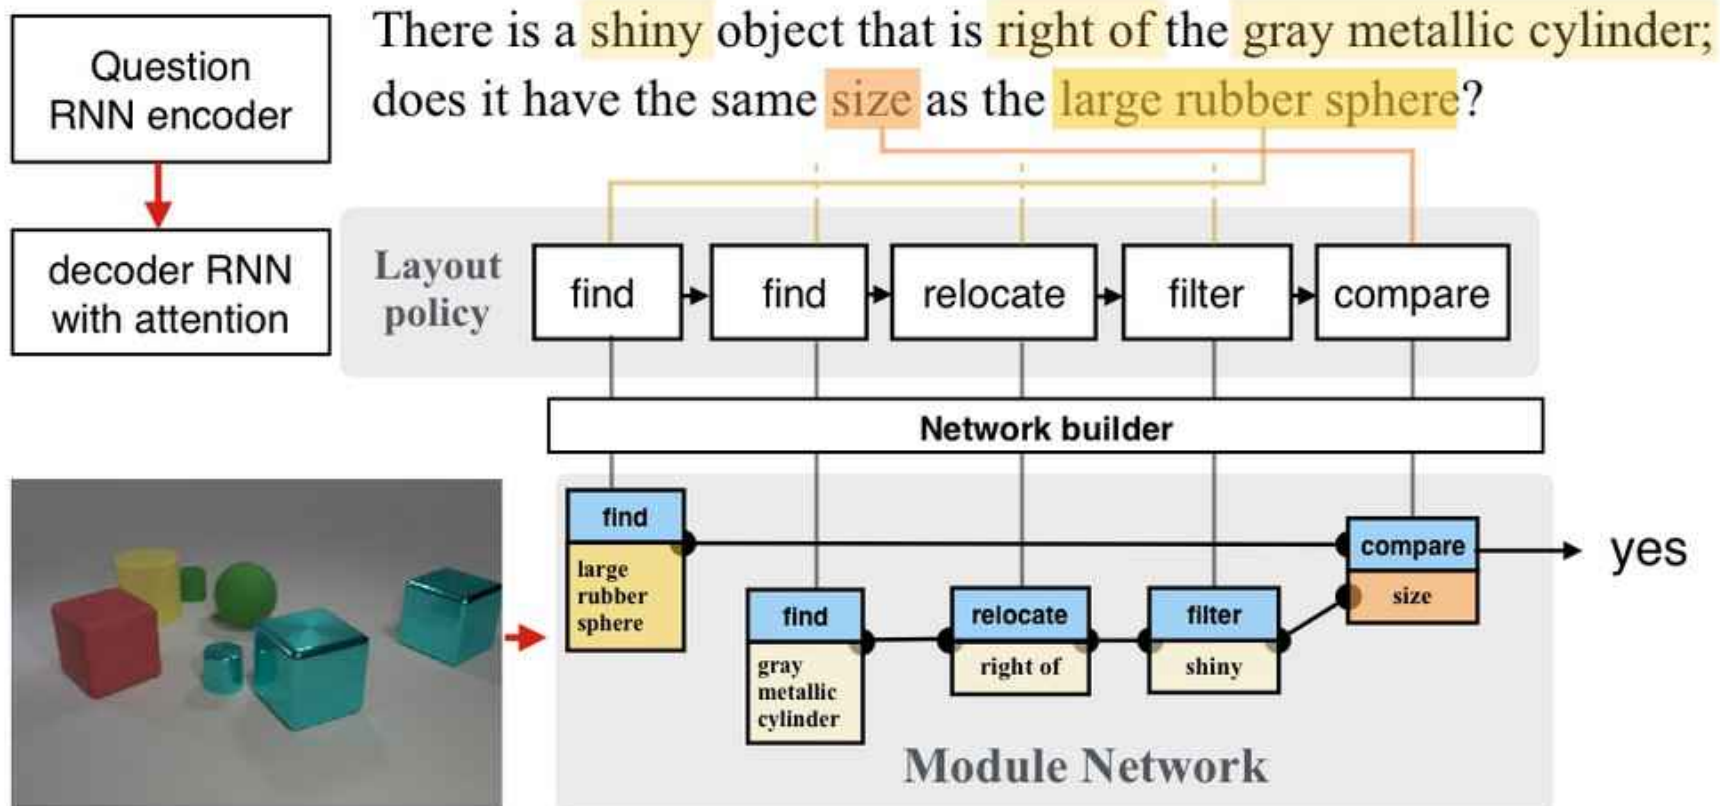 There is a shiny object that is right of the gray metallic cylinder;
does it have the same size as the large rubber sphere?
Question
RNN encoder
decoder RNN
with attention
Layout
policy
find
find
relocate
filter
compare
Network builder
find
large
rubber
sphere
find
gray
metallic
cylinder
relocate
right of
filter
shiny
compare
size
yes
Module Network